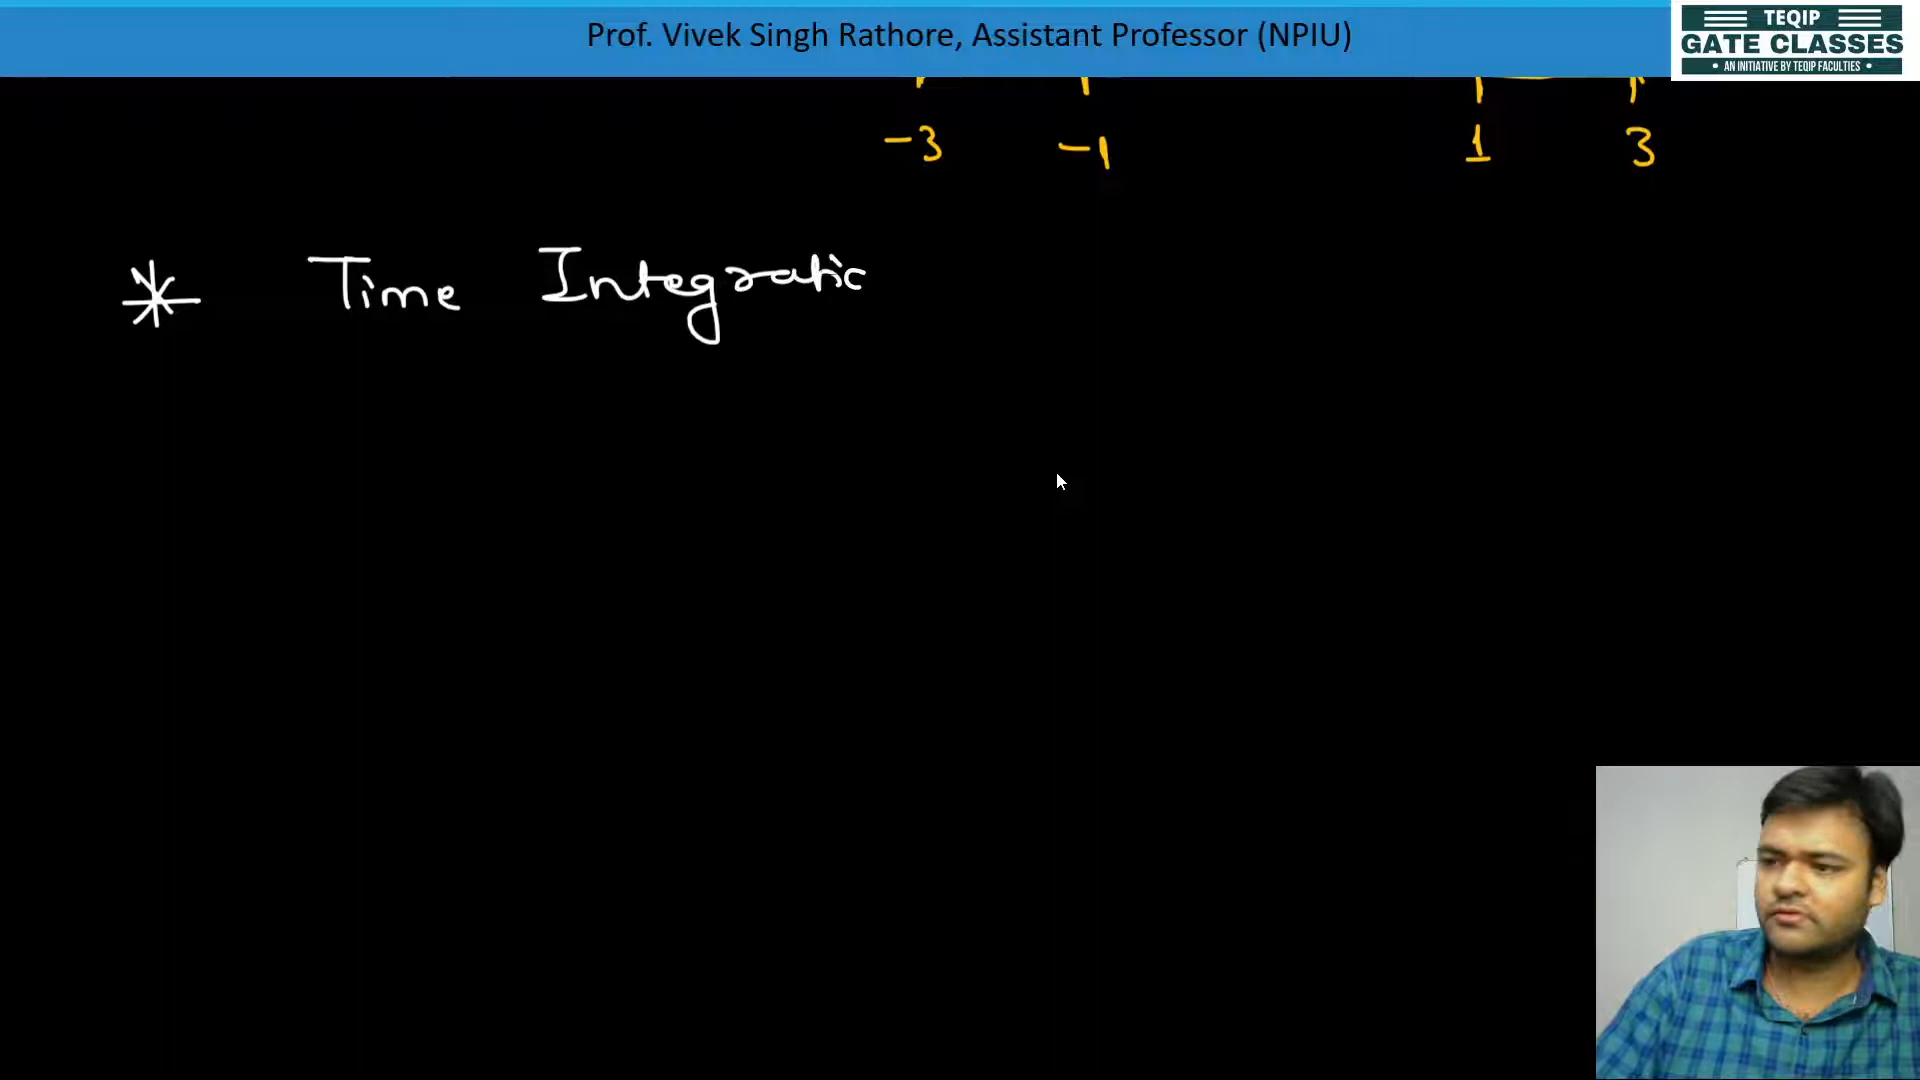 Prof. Vivek Singh Rathore, Assistant Professor (NPIU)
TEQIP
GATE CLASSES
• AN INITIATIVE BY TEQIP FACULTIES •
-3 -1 1 3
* Time Integratio